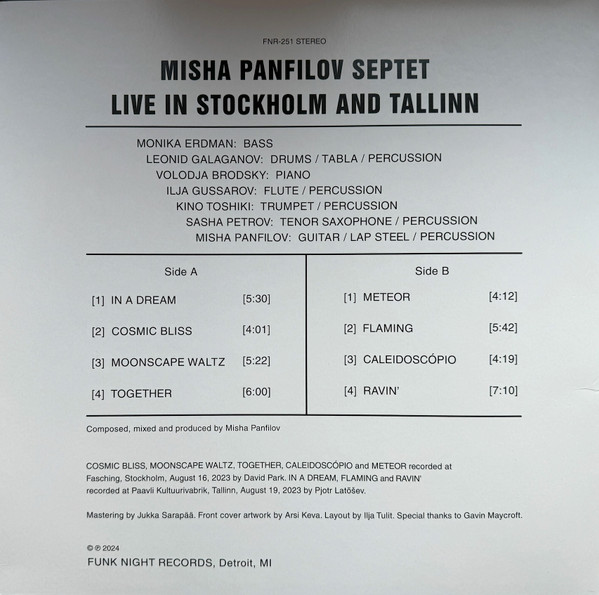 FNR-251 STEREO
MISHA PANFILOV SEPTET
LIVE IN STOCKHOLM AND TALLINN
MONIKA ERDMAN: BASS
LEONID GALAGANOV: DRUMS / TABLA / PERCUSSION
VOLODJA BRODSKY: PIANO
ILJA GUSSAROV: FLUTE / PERCUSSION
KINO TOSHIKI: TRUMPET / PERCUSSION
SASHA PETROV: TENOR SAXOPHONE / PERCUSSION
MISHA PANFILOV: GUITAR / LAP STEEL / PERCUSSION
Side A
[1] IN A DREAM [5:30]
[2] COSMIC BLISS [4:01]
[3] MOONSCAPE WALTZ [5:22]
[4] TOGETHER [6:00]
Side B
[1] METEOR [4:12]
[2] FLAMING [5:42]
[3] CALEIDOSCÓPIO [4:19]
[4] RAVIN' [7:10]
Composed, mixed and produced by Misha Panfilov
COSMIC BLISS, MOONSCAPE WALTZ, TOGETHER, CALEIDOSCÓPIO and METEOR recorded at
Fasching, Stockholm, August 16, 2023 by David Park. IN A DREAM, FLAMING and RAVIN'
recorded at Paavli Kultuurivabrik, Tallinn, August 19, 2023 by Pjotr Latõšev.
Mastering by Jukka Sarapää. Front cover artwork by Arsi Keva. Layout by Ilja Tulit. Special thanks to Gavin Maycroft.
© ℗ 2024
FUNK NIGHT RECORDS, Detroit, MI